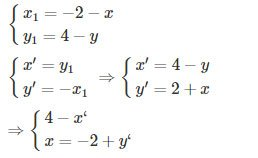 { x₁ = −2 − x
y₁ = 4 − y
{ x′ = y₁ ⇒ { x′ = 4 − y
y′ = −x₁ y′ = 2 + x
⇒ { 4 − x‘
x = −2 + y‘